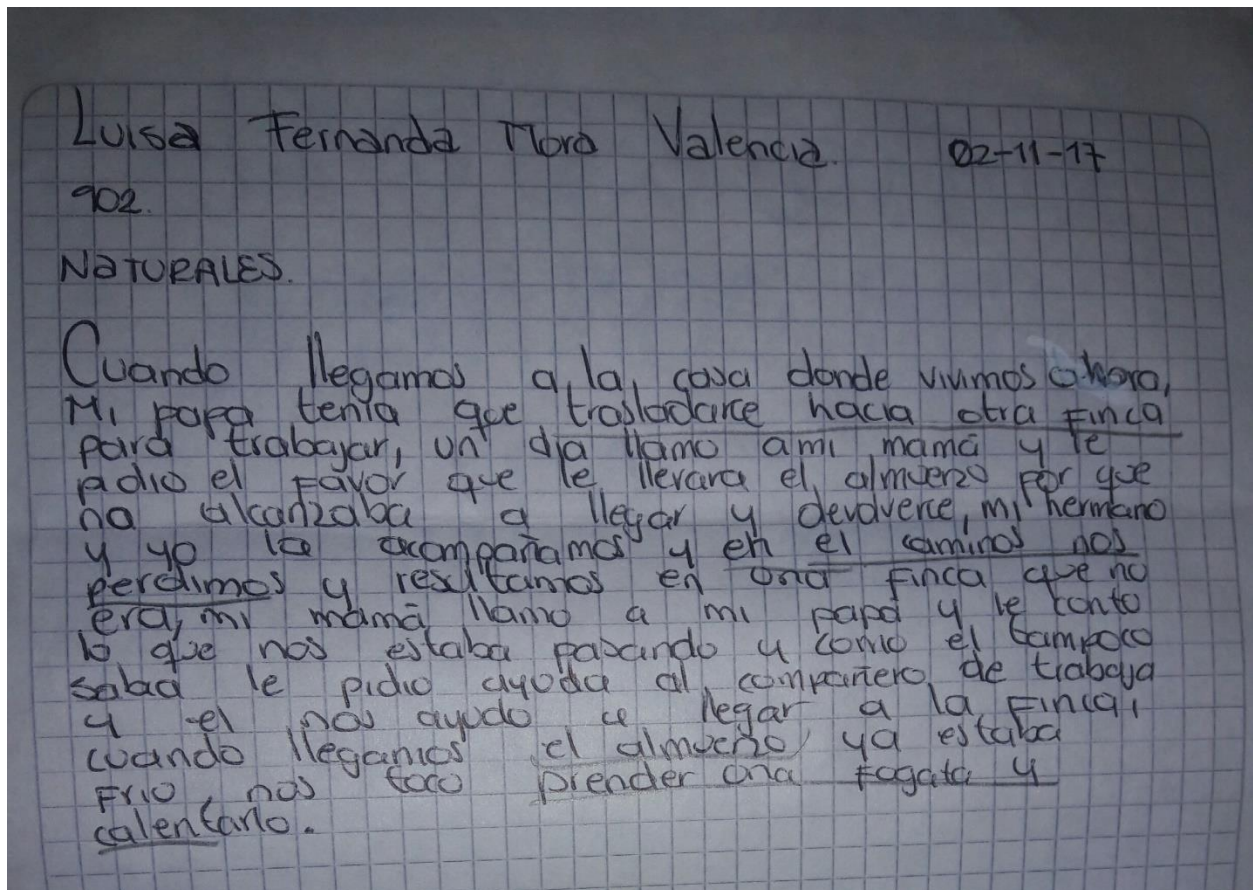 Luisa Fernanda Mora Valencia. 02-11-17
902.
NATURALES.
Cuando llegamos a la casa donde vivimos ahora,
Mi papa tenia que trasladarce hacia otra Finca
para trabajar, un dia llamo ami mamá y le
pidio el Favor que le llevara el almuerzo por que
no alcanzaba a llegar y devolverce, mi hermano
y yo la acompañamos y en el caminos nos
perdimos y resultamos en una Finca que no
era, mi mamá llamo a mi papá y le conto
lo que nos estaba pasando y como el tampoco
sabia le pidio ayuda al compañero de trabaja
y el nos ayudo a llegar a la Finca,
cuando llegamos el almuerzo ya estaba
Frio, nos toco prender una Fogata y
calentarlo.